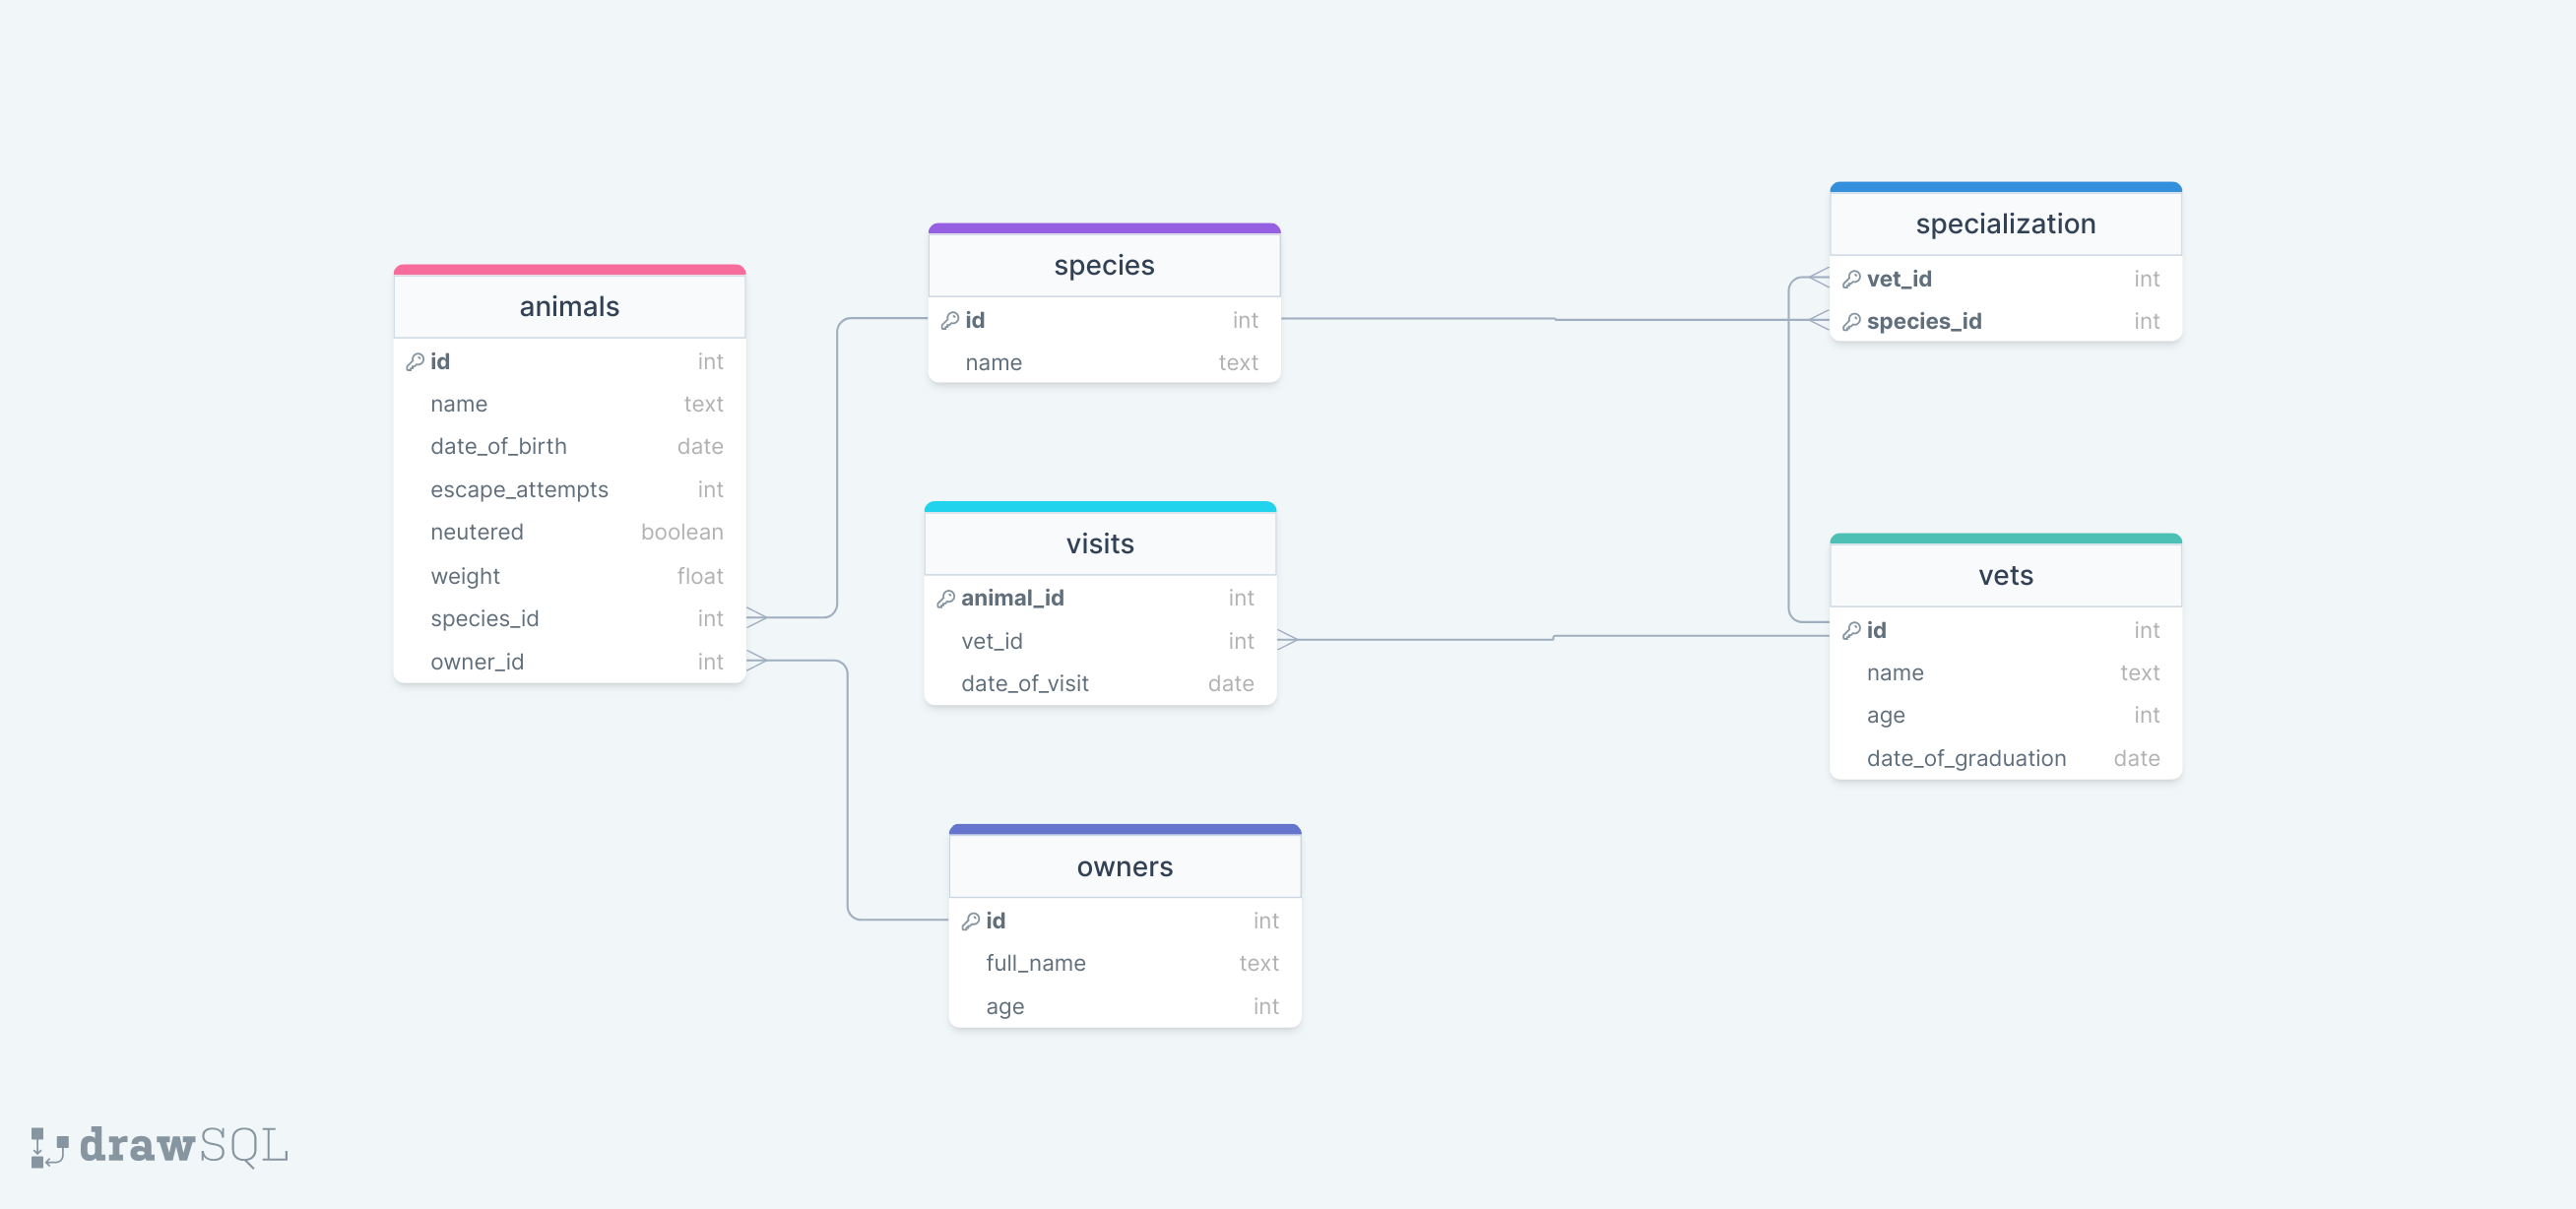 animals
id int
name text
date_of_birth date
escape_attempts int
neutered boolean
weight float
species_id int
owner_id int
species
id int
name text
visits
animal_id int
vet_id int
date_of_visit date
owners
id int
full_name text
age int
specialization
vet_id int
species_id int
vets
id int
name text
age int
date_of_graduation date
drawSQL